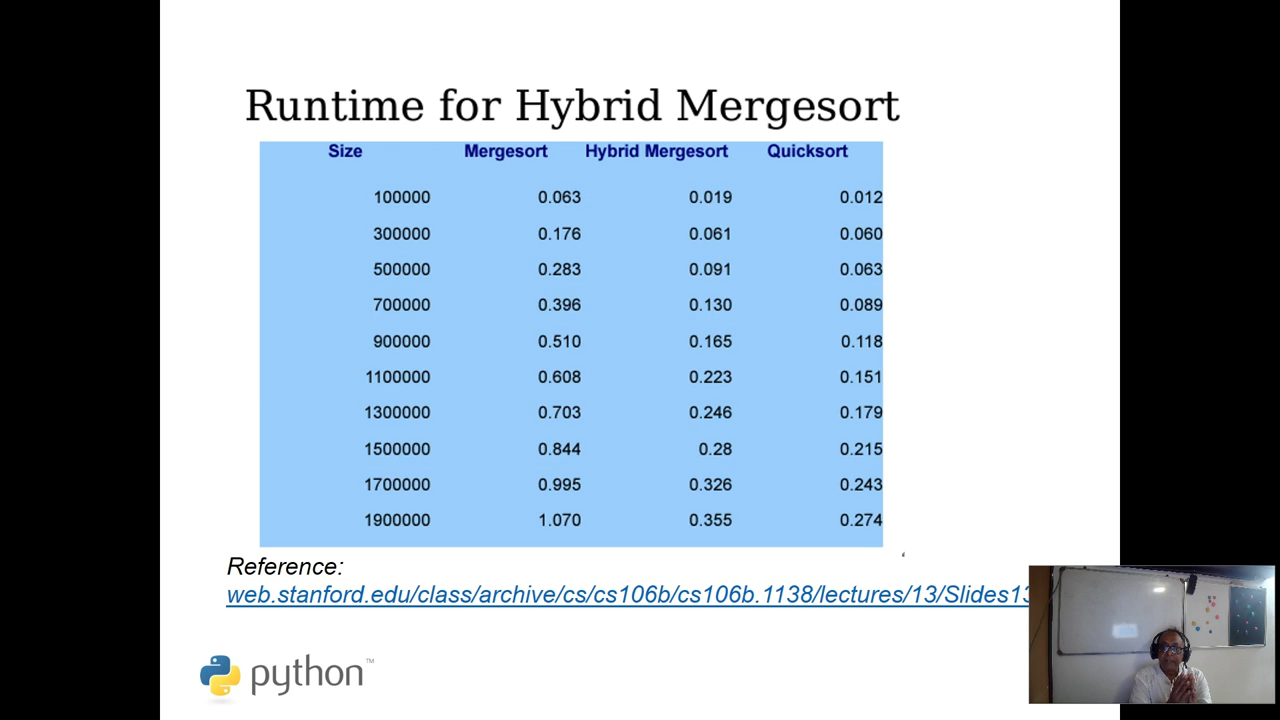 Runtime for Hybrid Mergesort
Size Mergesort Hybrid Mergesort Quicksort
100000 0.063 0.019 0.012
300000 0.176 0.061 0.060
500000 0.283 0.091 0.063
700000 0.396 0.130 0.089
900000 0.510 0.165 0.118
1100000 0.608 0.223 0.151
1300000 0.703 0.246 0.179
1500000 0.844 0.28 0.215
1700000 0.995 0.326 0.243
1900000 1.070 0.355 0.274
Reference:
web.stanford.edu/class/archive/cs/cs106b/cs106b.1138/lectures/13/Slides13
python™